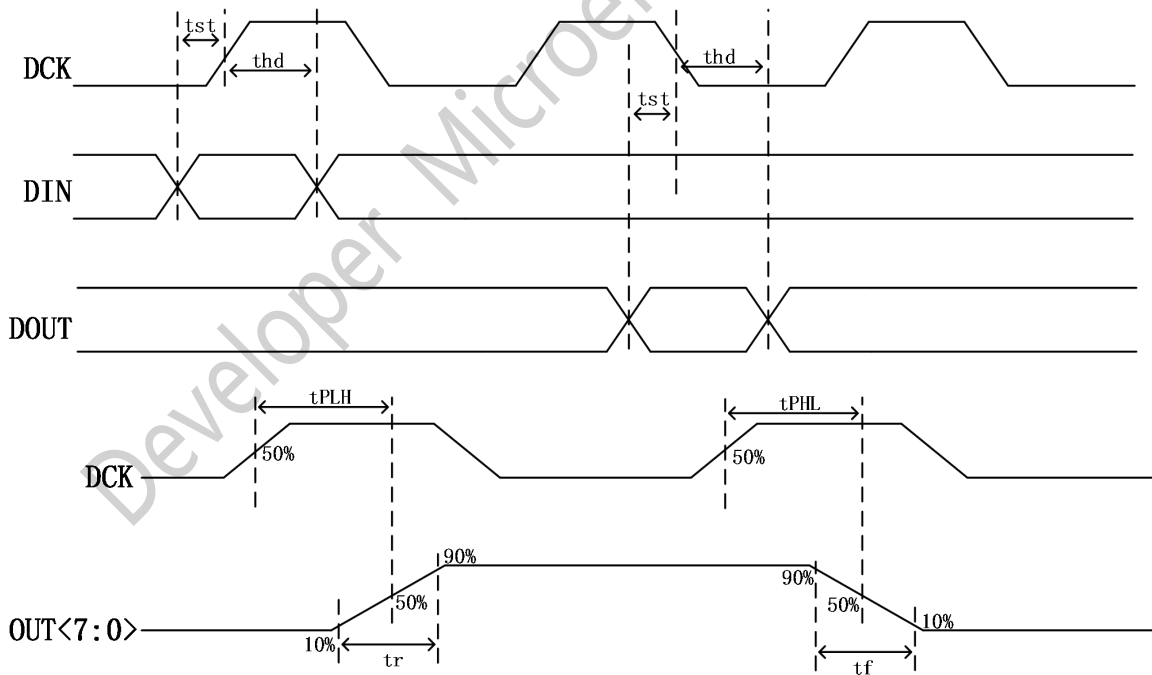 tst
thd
DCK
thd
tst
DIN
DOUT
tPLH
tPHL
50%
50%
DCK
90%
90%
50%
50%
10%
10%
OUT<7:0>
tr
tf
Developer